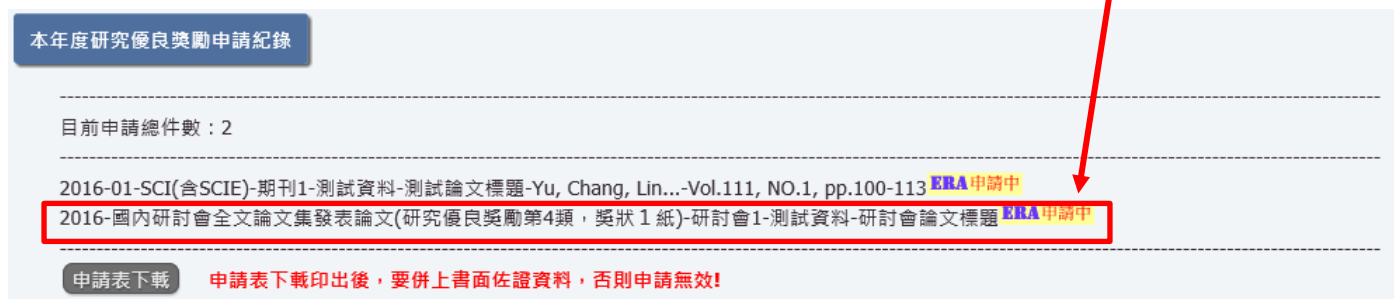 本年度研究優良獎勵申請紀錄
目前申請總件數：2
2016-01-SCI(含SCIE)-期刊1-測試資料-測試論文標題-Yu, Chang, Lin...-Vol.111, NO.1, pp.100-113 ERA申請中
2016-國內研討會全文論文集發表論文(研究優良獎勵第4類，獎狀１紙)-研討會1-測試資料-研討會論文標題 ERA申請中
申請表下載 申請表下載印出後，要併上書面佐證資料，否則申請無效!